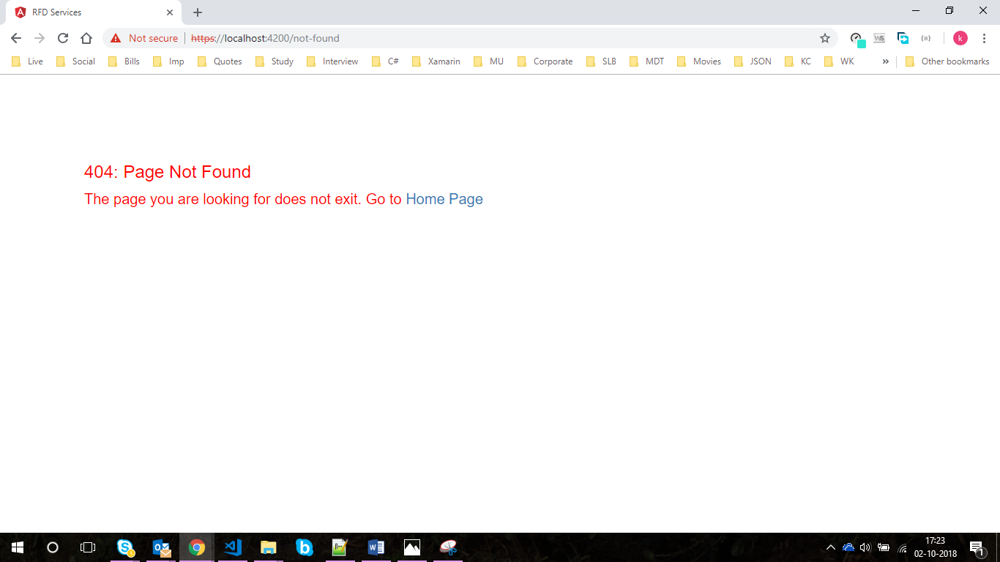 RFD Services
Not secure https://localhost:4200/not-found
k
Live Social Bills Imp Quotes Study Interview C# Xamarin MU Corporate SLB MDT Movies JSON KC WK » Other bookmarks
404: Page Not Found
The page you are looking for does not exit. Go to Home Page
17:23
02-10-2018
1